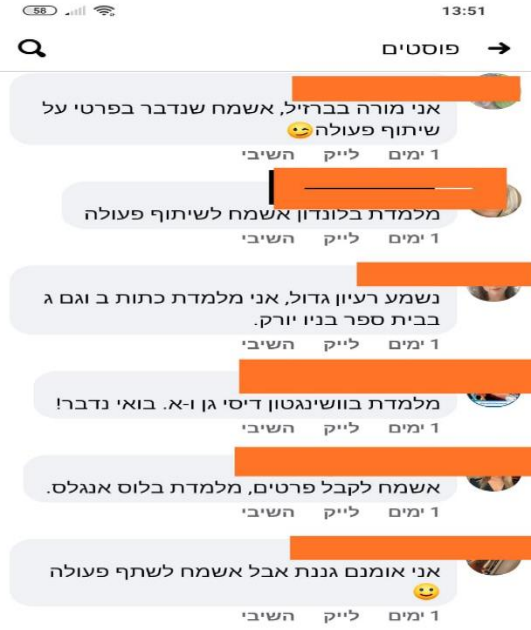 58 13:51
פוסטים
אני מורה בברזיל, אשמח שנדבר בפרטי על
שיתוף פעולה😉
1 ימים לייק השיבי
מלמדת בלונדון אשמח לשיתוף פעולה
1 ימים לייק השיבי
נשמע רעיון גדול, אני מלמדת כתות ב וגם ג
בבית ספר בניו יורק.
1 ימים לייק השיבי
מלמדת בוושינגטון דיסי גן ו-א. בואי נדבר!
1 ימים לייק השיבי
אשמח לקבל פרטים, מלמדת בלוס אנגלס.
1 ימים לייק השיבי
אני אומנם גננת אבל אשמח לשתף פעולה
🙂
1 ימים לייק השיבי